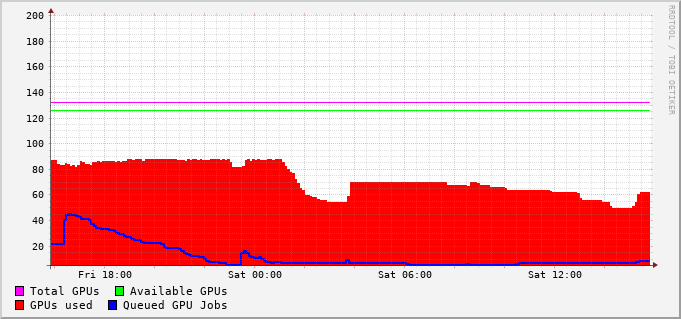 200
180
160
140
120
100
80
60
40
20
Fri 18:00 Sat 00:00 Sat 06:00 Sat 12:00
Total GPUs Available GPUs
GPUs used Queued GPU Jobs
RRDTOOL / TOBI OETIKER